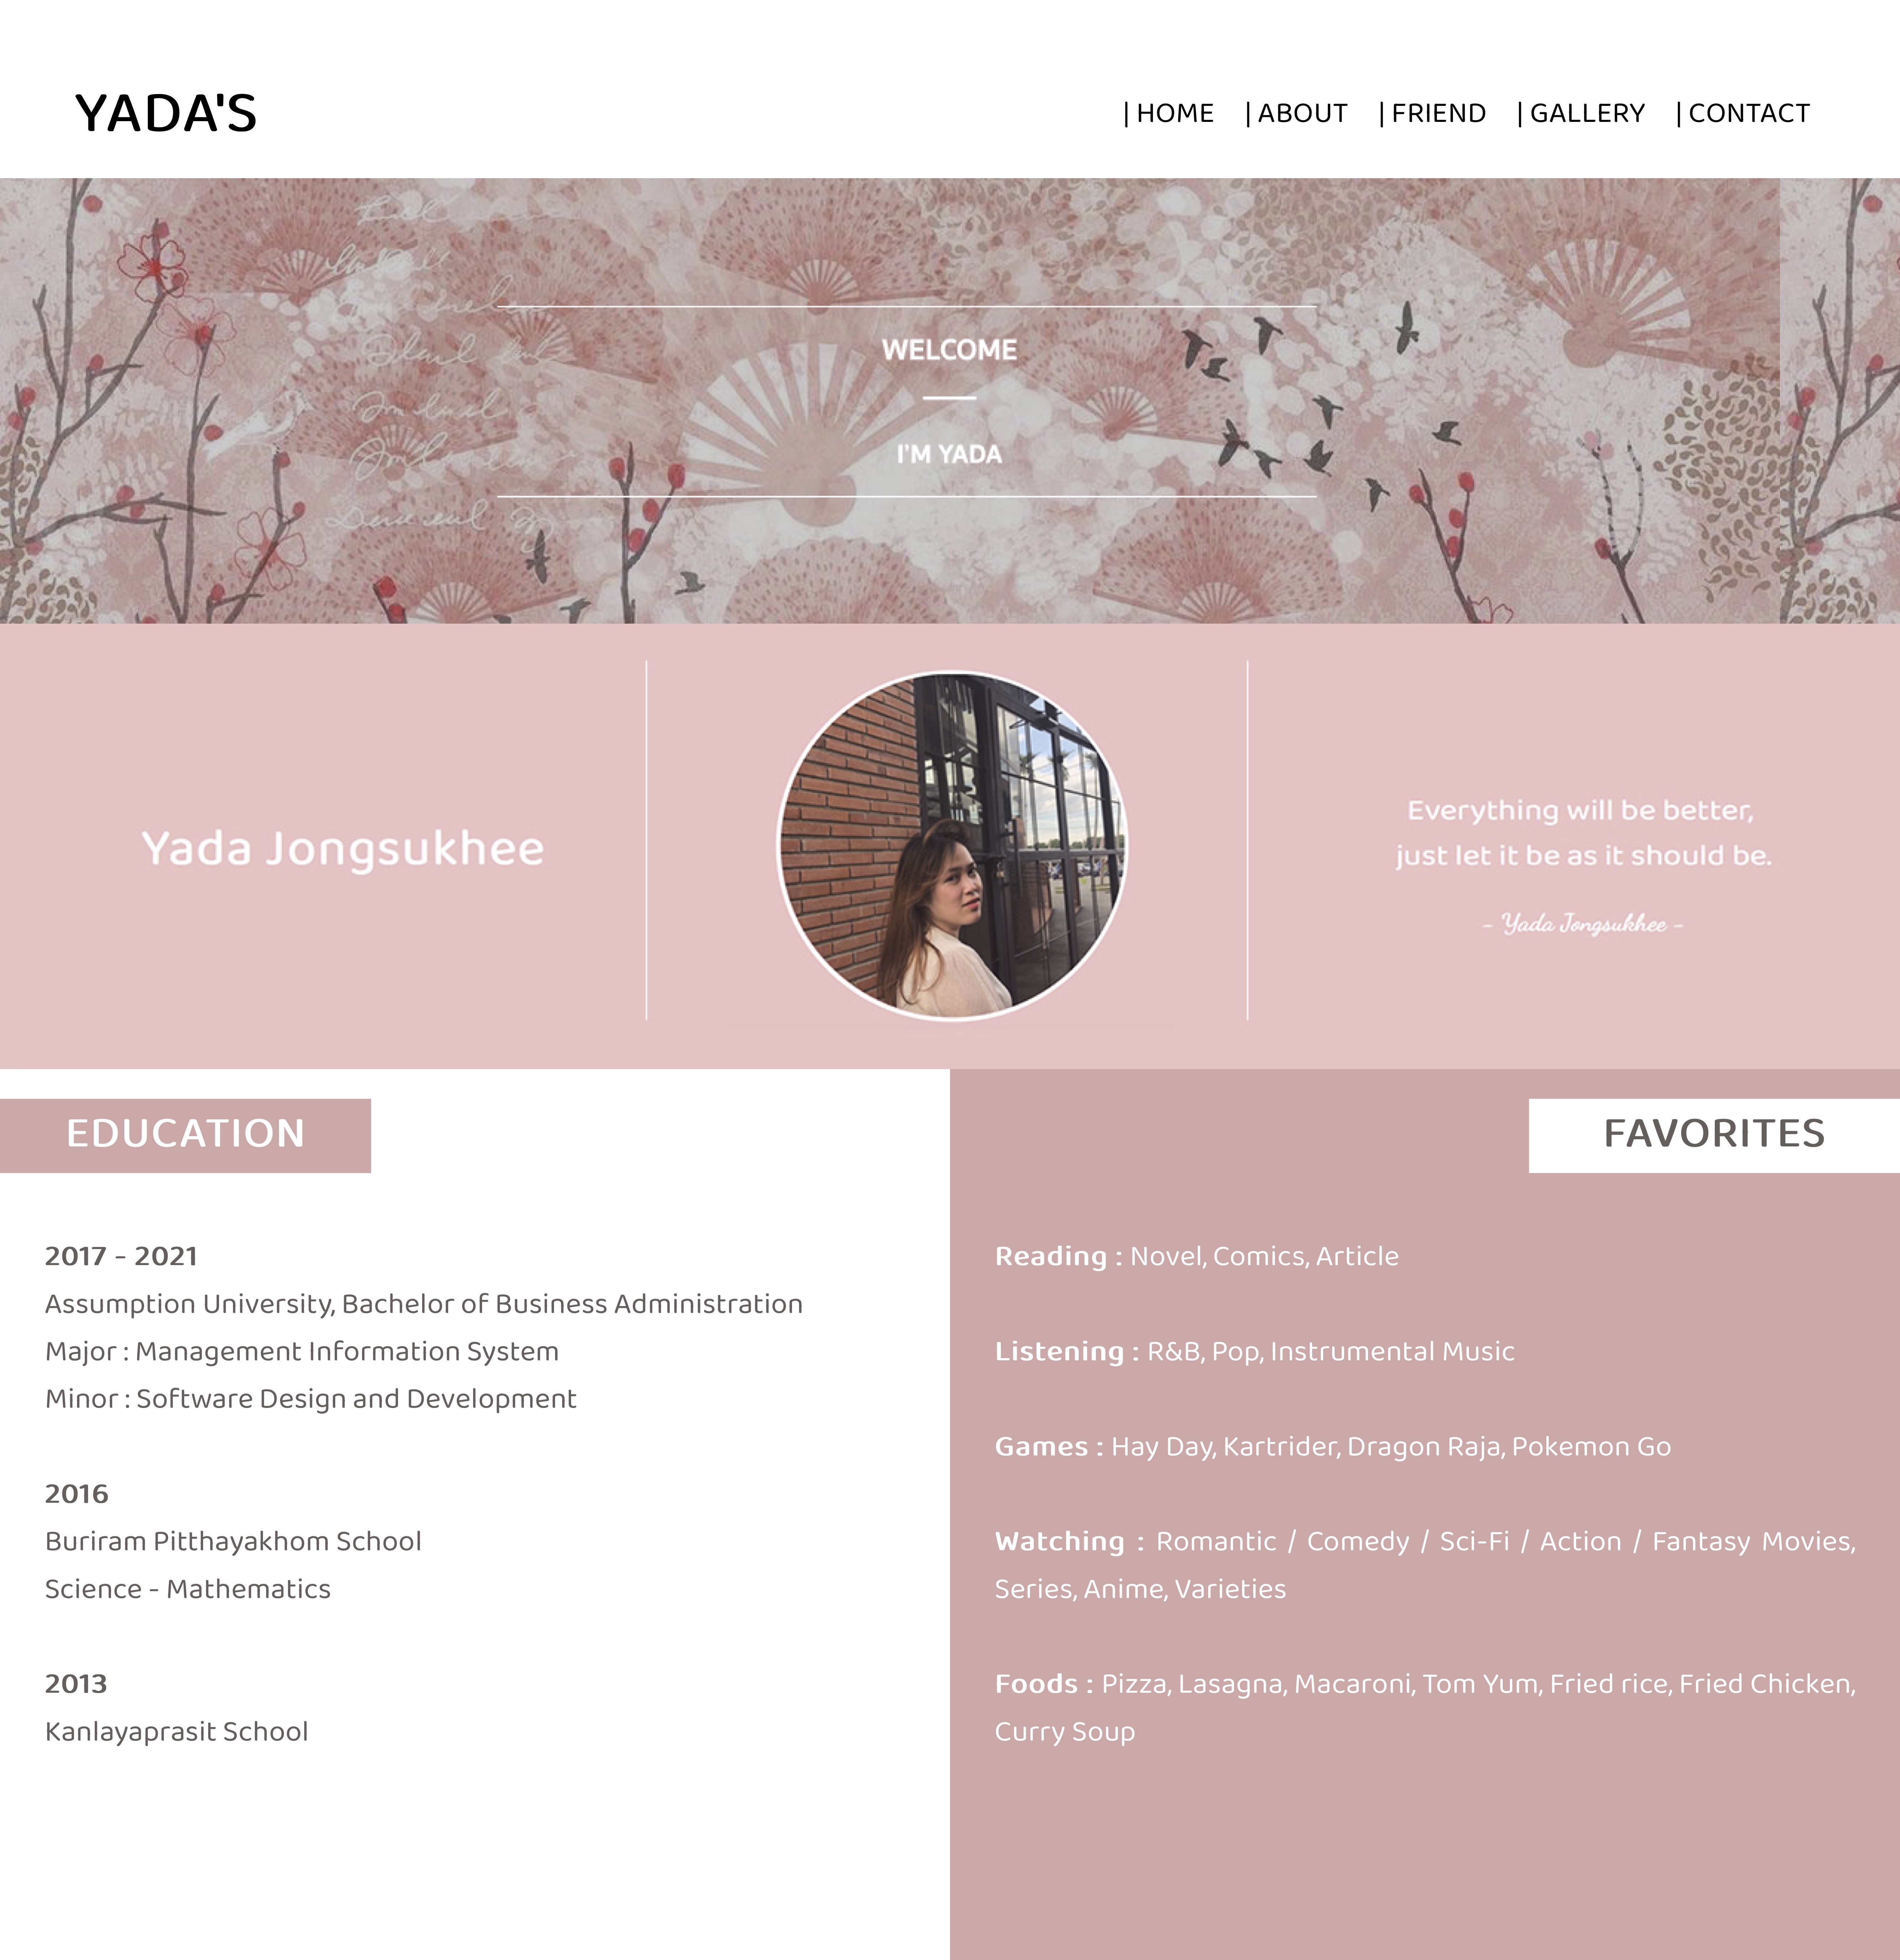 YADA'S
| HOME | ABOUT | FRIEND | GALLERY | CONTACT
WELCOME
I'M YADA
Yada Jongsukhee
Everything will be better,
just let it be as it should be.
- Yada Jongsukhee -
EDUCATION
2017 - 2021
Assumption University, Bachelor of Business Administration
Major : Management Information System
Minor : Software Design and Development
2016
Buriram Pitthayakhom School
Science - Mathematics
2013
Kanlayaprasit School
FAVORITES
Reading : Novel, Comics, Article
Listening : R&B, Pop, Instrumental Music
Games : Hay Day, Kartrider, Dragon Raja, Pokemon Go
Watching : Romantic / Comedy / Sci-Fi / Action / Fantasy Movies,
Series, Anime, Varieties
Foods : Pizza, Lasagna, Macaroni, Tom Yum, Fried rice, Fried Chicken,
Curry Soup